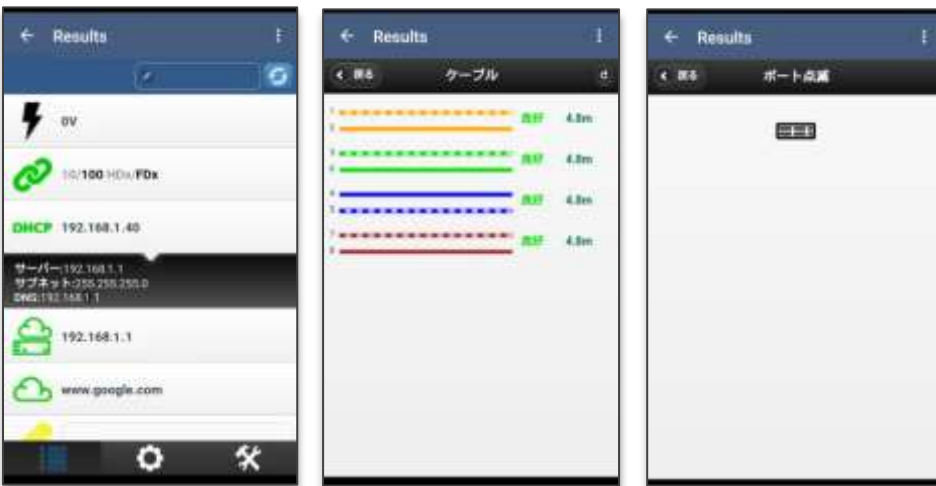 Results
0V
10/100 HDx/FDx
DHCP 192.168.1.40
サーバー:192.168.1.1
サブネット:255.255.255.0
DNS:192.168.1.1
192.168.1.1
www.google.com
Results
戻る ケーブル
良好 4.8m
良好 4.8m
良好 4.8m
良好 4.8m
Results
戻る ポート点滅